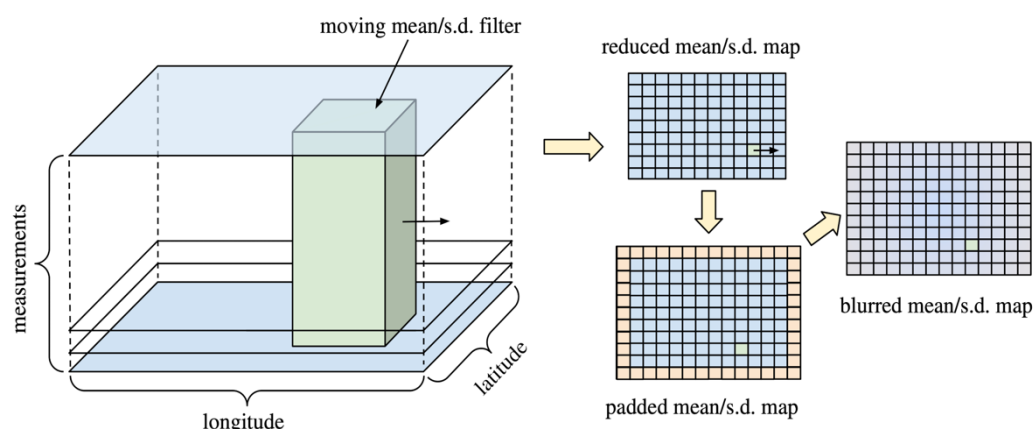 moving mean/s.d. filter
reduced mean/s.d. map
measurements
blurred mean/s.d. map
latitude
padded mean/s.d. map
longitude